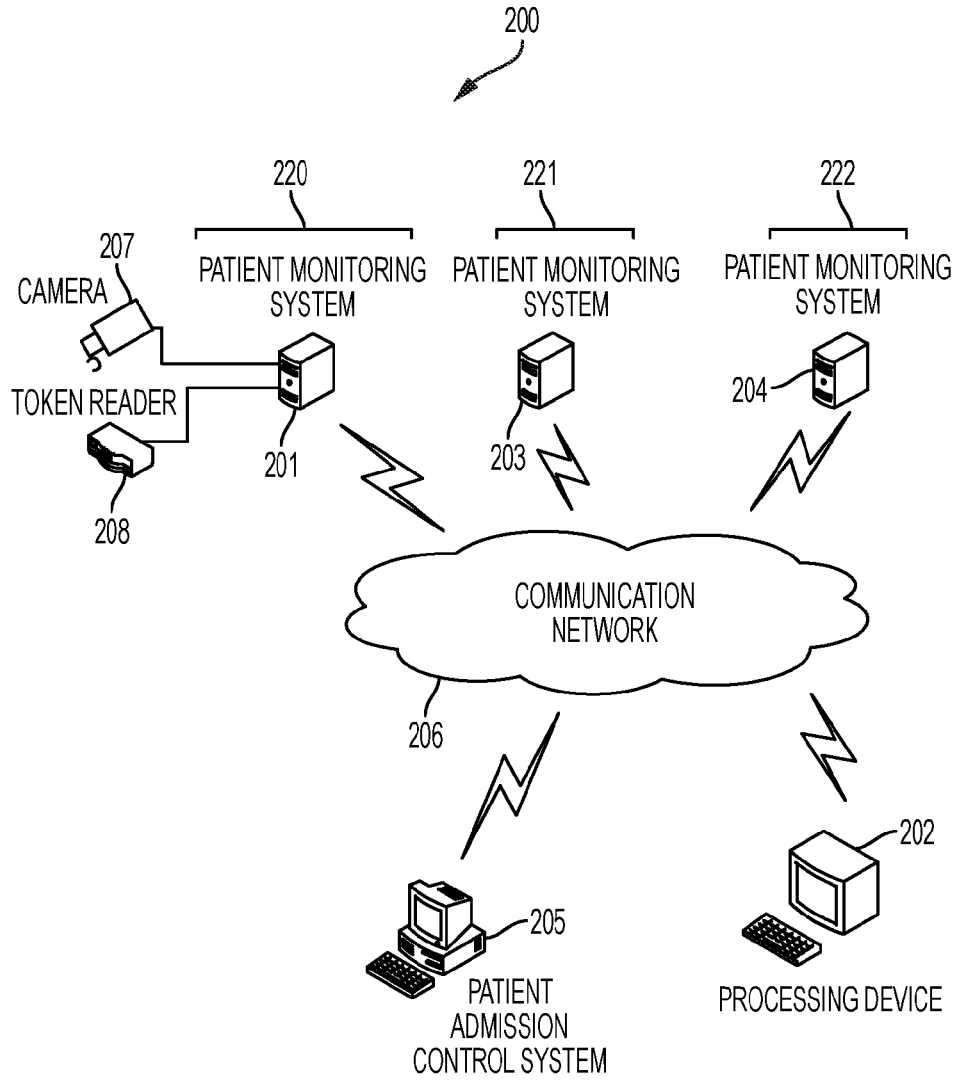 200
220
221
222
207
CAMERA
PATIENT MONITORING
SYSTEM
PATIENT MONITORING
SYSTEM
PATIENT MONITORING
SYSTEM
TOKEN READER
204
201
203
208
COMMUNICATION
NETWORK
206
202
205
PATIENT
ADMISSION
CONTROL SYSTEM
PROCESSING DEVICE